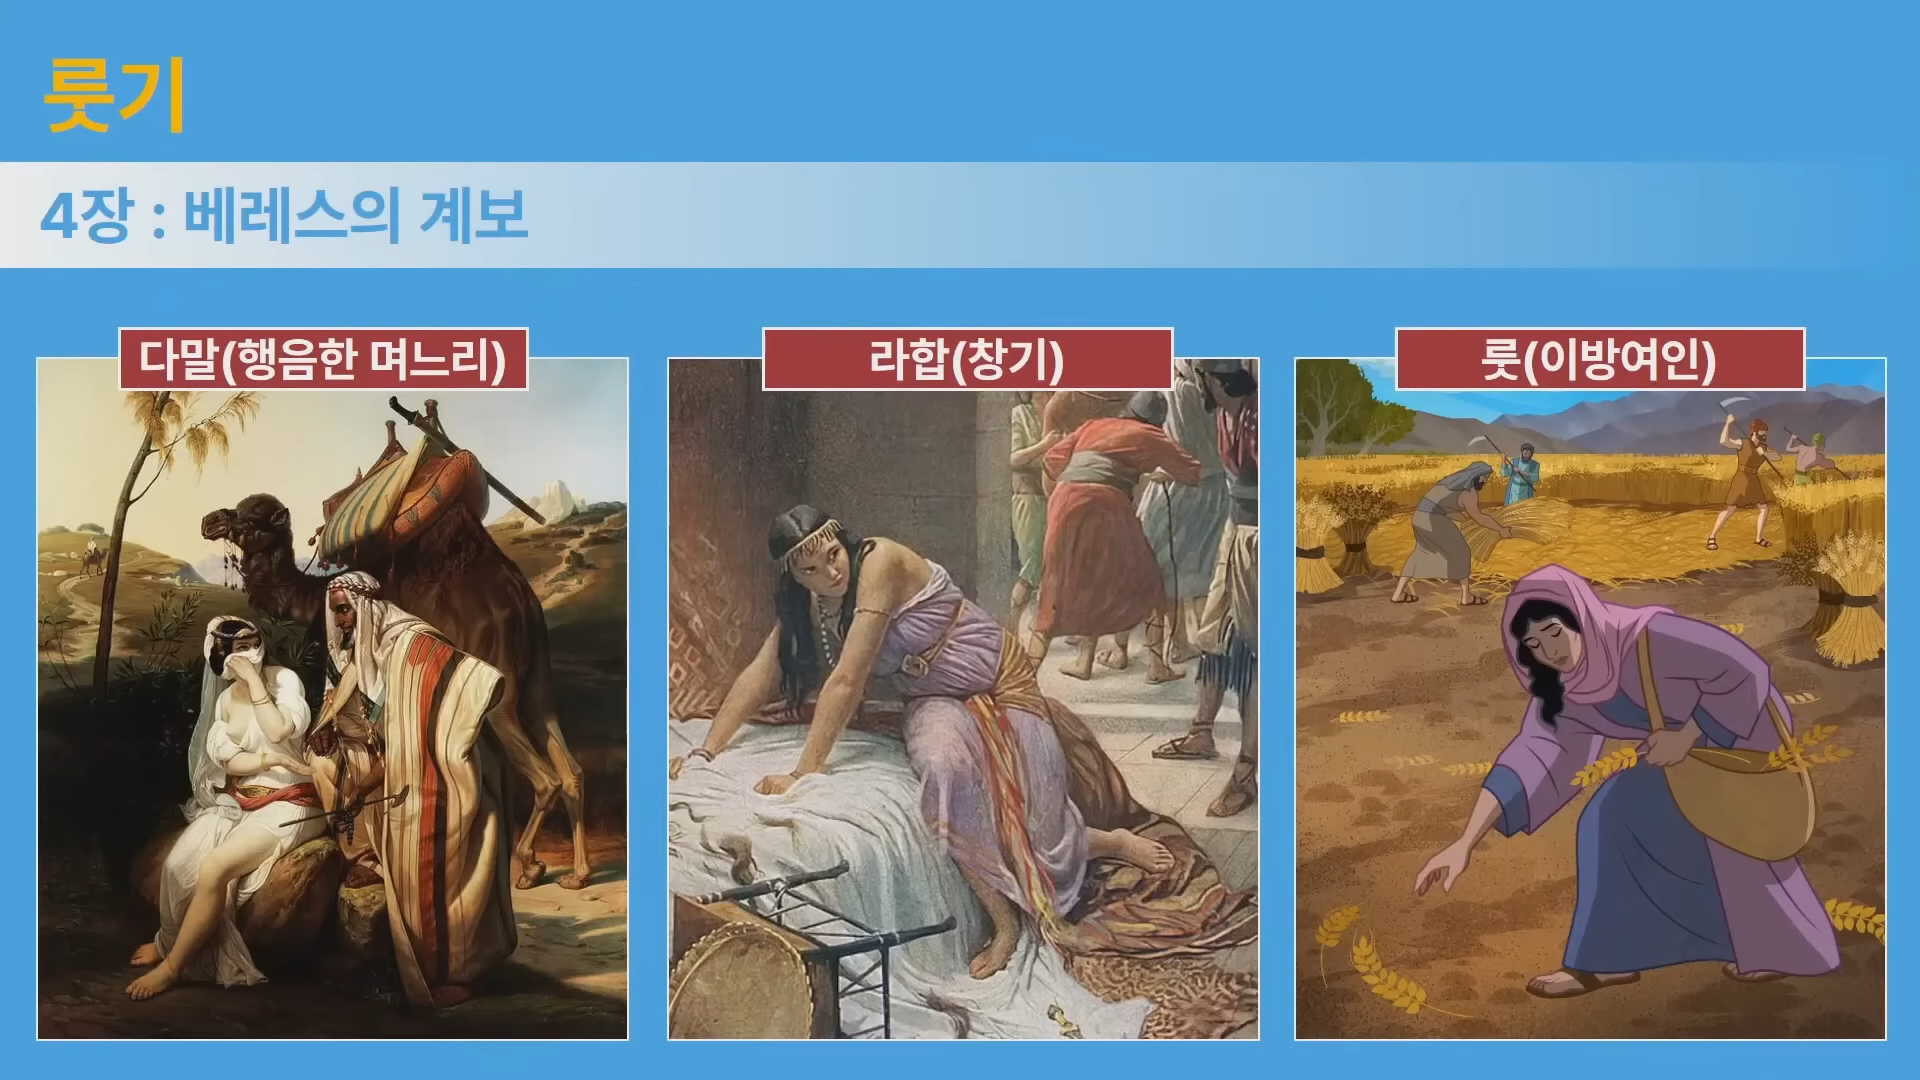 룻기
4장 : 베레스의 계보
다말(행음한 며느리)
라합(창기)
룻(이방여인)